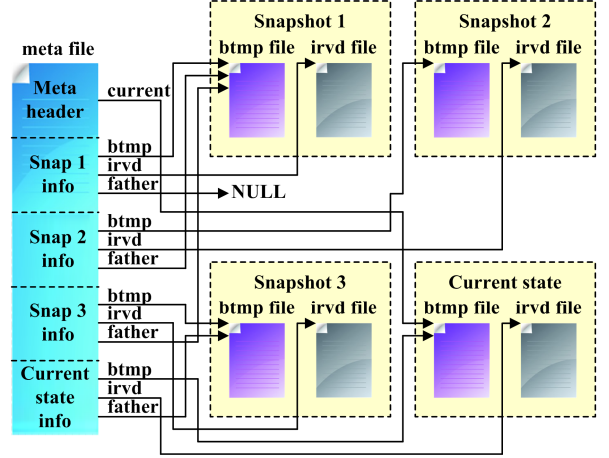 meta file
Meta
header
current
Snap 1
info
btmp
irvd
father
NULL
Snap 2
info
btmp
irvd
father
Snap 3
info
btmp
irvd
father
Current
state
info
btmp
irvd
father
Snapshot 1
btmp file irvd file
Snapshot 2
btmp file irvd file
Snapshot 3
btmp file irvd file
Current state
btmp file irvd file